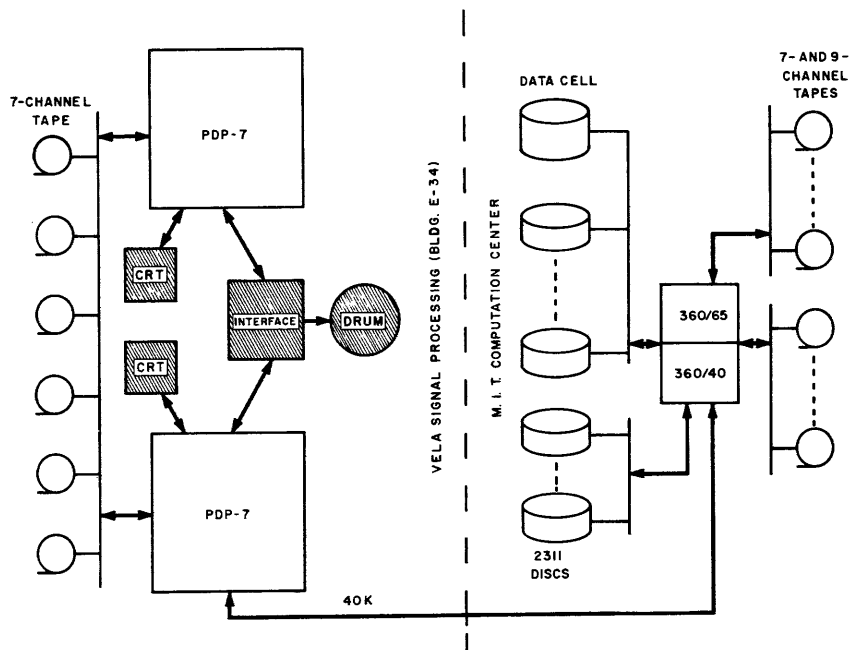 7-CHANNEL
TAPE
PDP-7
CRT
INTERFACE
DRUM
CRT
PDP-7
40K
VELA SIGNAL PROCESSING (BLDG. E-34)
M. I. T. COMPUTATION CENTER
DATA CELL
2311
DISCS
360/65
360/40
7- AND 9-
CHANNEL
TAPES